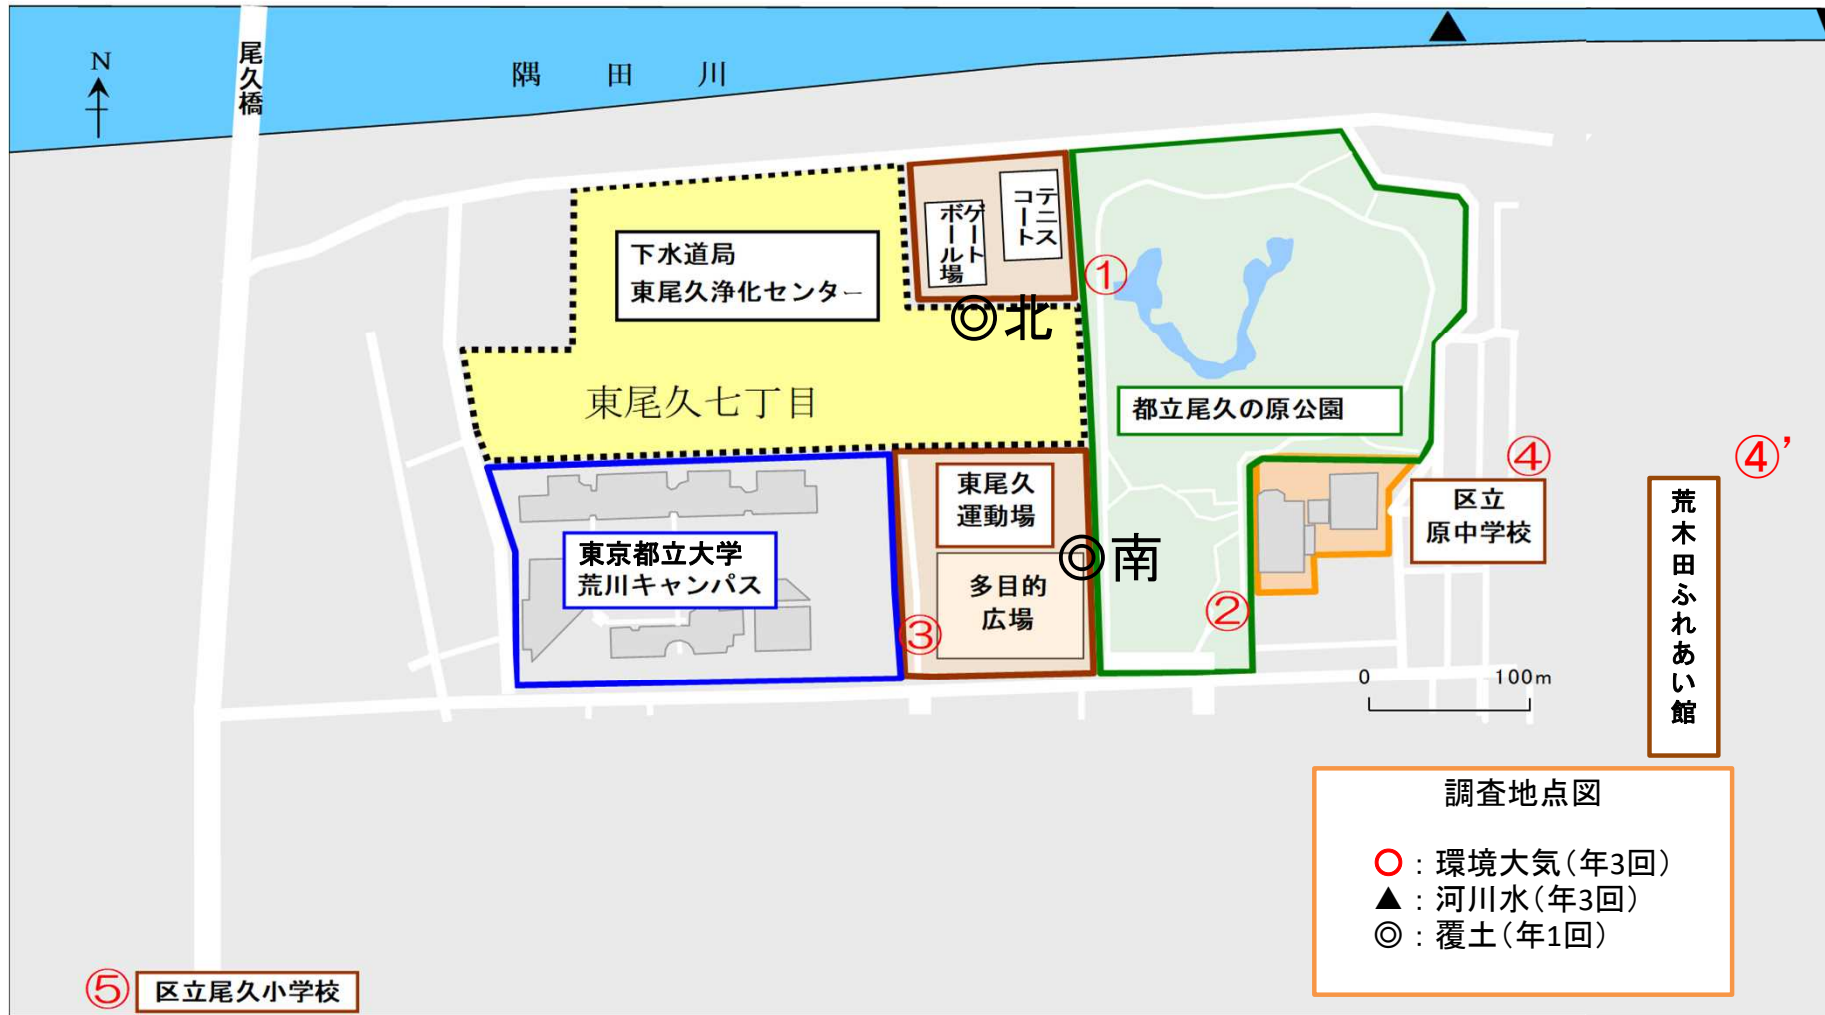 N
尾久橋
隅田川
下水道局
東尾久浄化センター
ゲート
ボール場
テニス
コート
①
◎北
東尾久七丁目
都立尾久の原公園
東京都立大学
荒川キャンパス
東尾久
運動場
◎南
多目的
広場
③
②
④
区立
原中学校
④’
荒木田ふれあい館
0 100m
調査地点図
○：環境大気（年3回）
▲：河川水（年3回）
◎：覆土（年1回）
⑤
区立尾久小学校